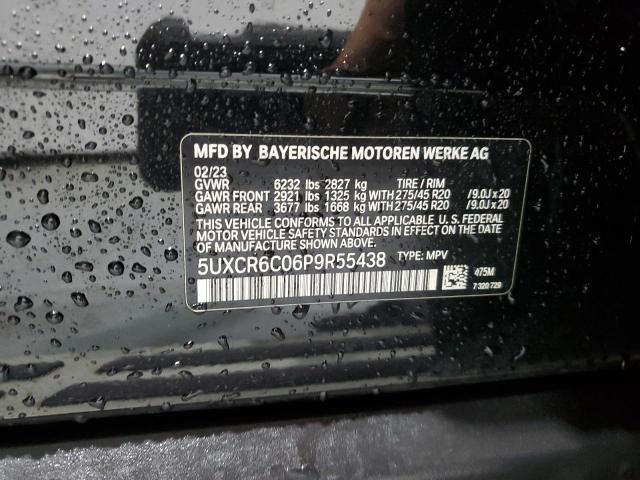 MFD BY BAYERISCHE MOTOREN WERKE AG
02/23
GVWR 6232 lbs 2827 kg TIRE / RIM
GAWR FRONT 2921 lbs 1325 kg WITH 275/45 R20 /9.0J x 20
GAWR REAR 3677 lbs 1668 kg WITH 275/45 R20 /9.0J x 20
THIS VEHICLE CONFORMS TO ALL APPLICABLE U. S. FEDERAL
MOTOR VEHICLE SAFETY STANDARDS IN EFFECT ON THE
DATE OF MANUFACTURE SHOWN ABOVE.
5UXCR6C06P9R55438 TYPE: MPV
475M
7 320 729